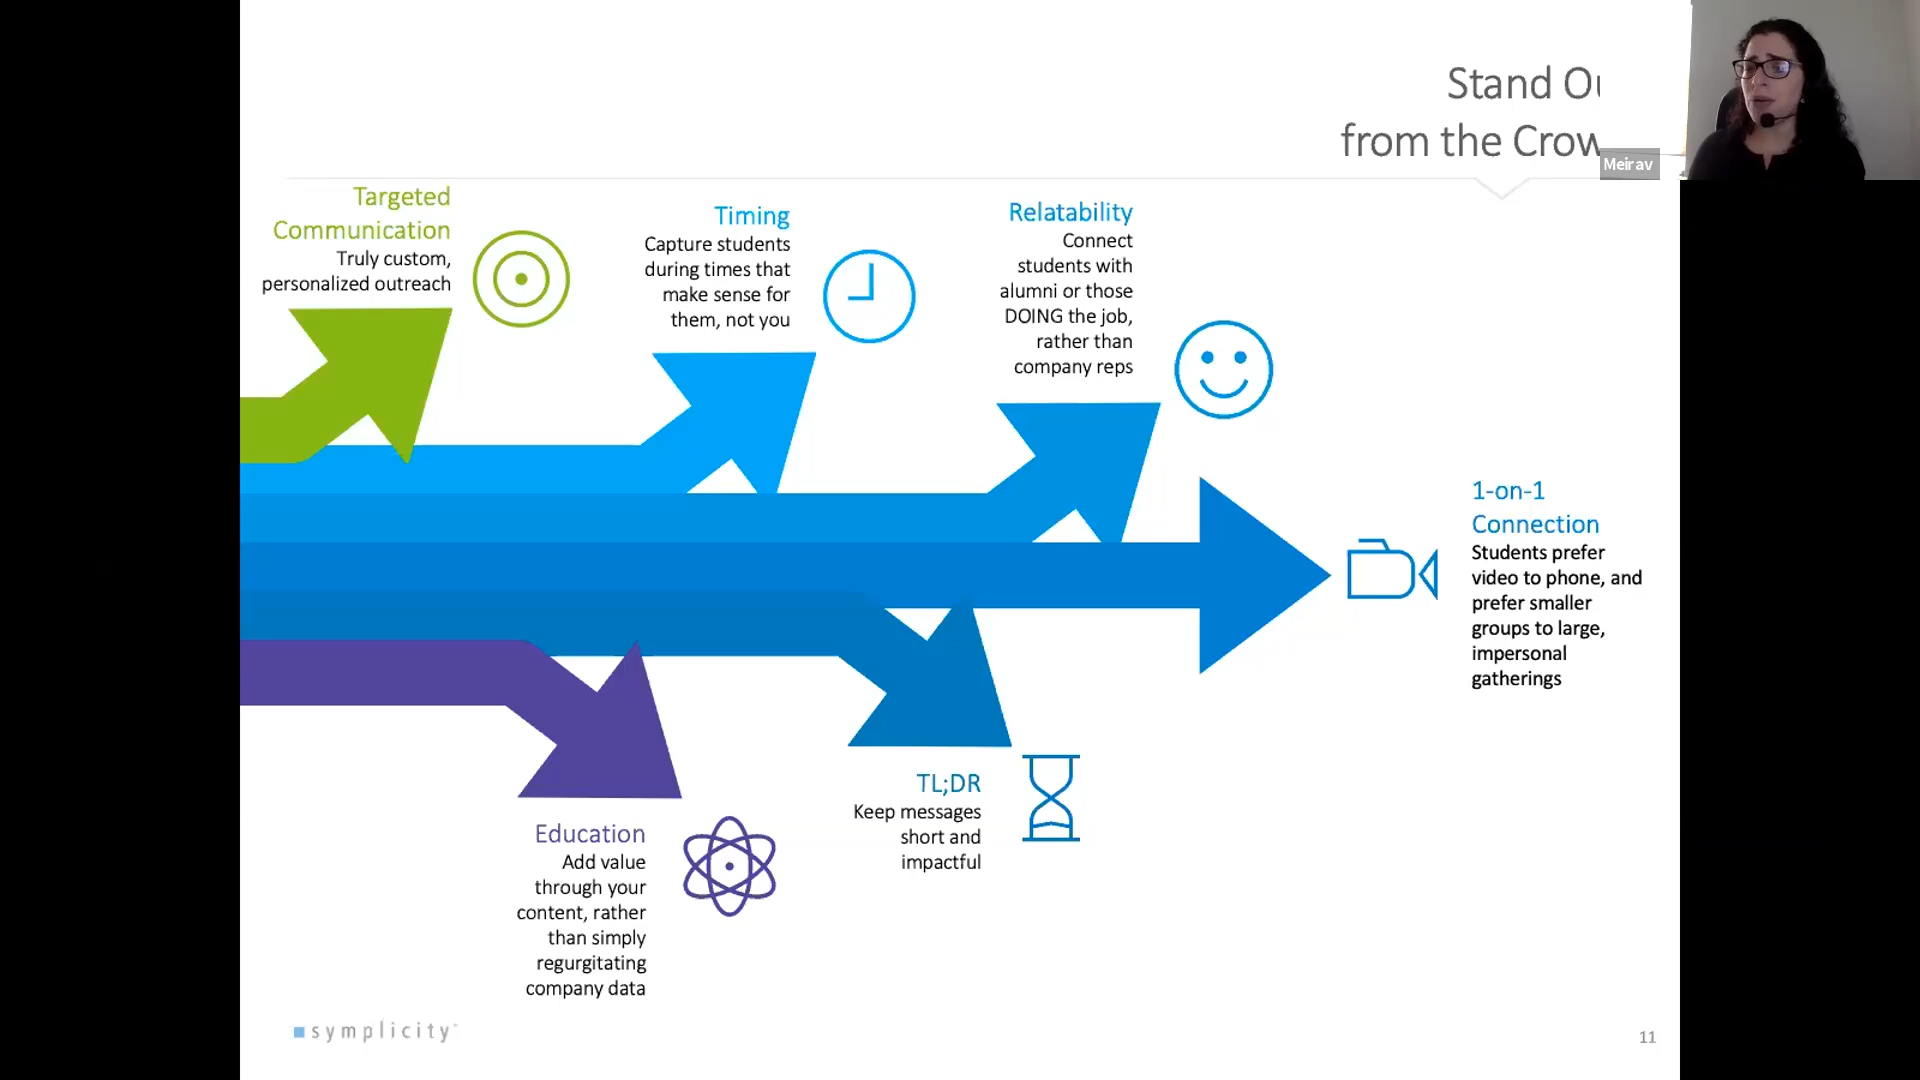 Stand Ou
from the Crow
Meirav
Targeted
Communication
Truly custom,
personalized outreach
Timing
Capture students
during times that
make sense for
them, not you
Relatability
Connect
students with
alumni or those
DOING the job,
rather than
company reps
1-on-1
Connection
Students prefer
video to phone, and
prefer smaller
groups to large,
impersonal
gatherings
TL;DR
Keep messages
short and
impactful
Education
Add value
through your
content, rather
than simply
regurgitating
company data
symplicity
11